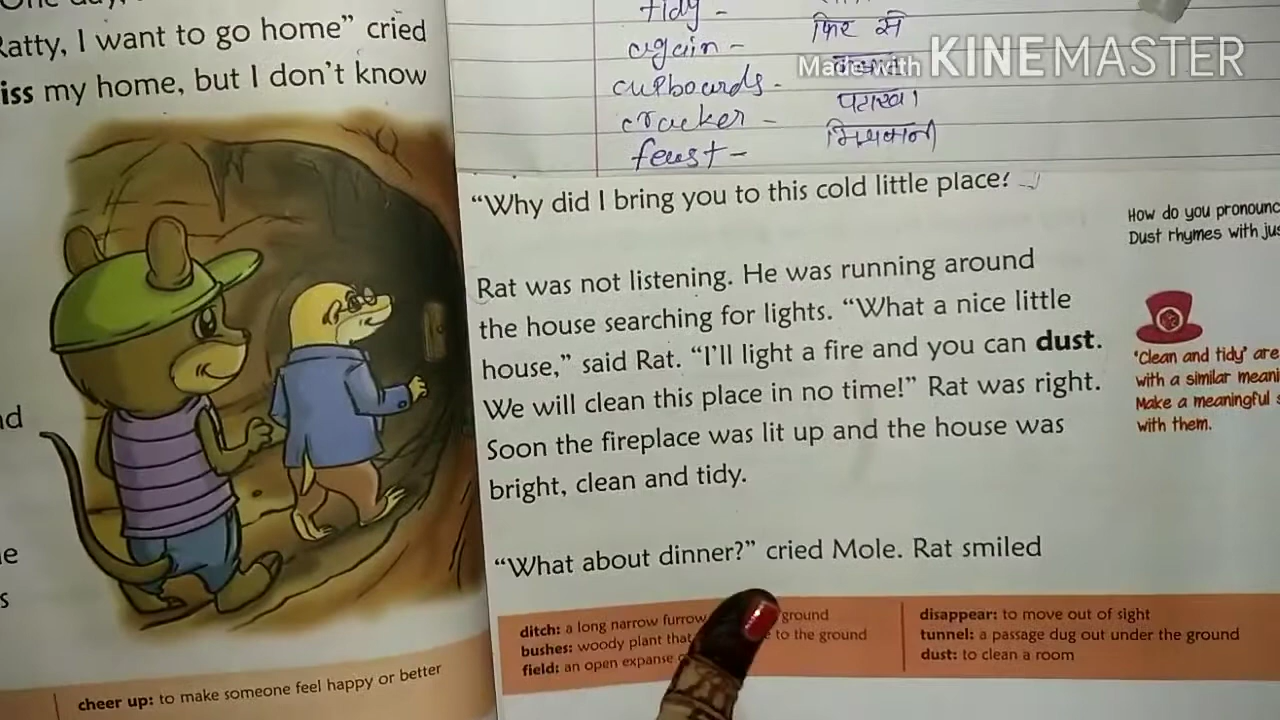 One day,
Ratty, I want to go home” cried
iss my home, but I don’t know
nd
e
s
cheer up: to make someone feel happy or better
tidy -
again - फिर से
cupboards -
cracker - पटाखा
feast -
Made with KINEMASTER
“Why did I bring you to this cold little place?
Rat was not listening. He was running around
the house searching for lights. “What a nice little
house,” said Rat. “I’ll light a fire and you can dust.
We will clean this place in no time!” Rat was right.
Soon the fireplace was lit up and the house was
bright, clean and tidy.
“What about dinner?” cried Mole. Rat smiled
How do you pronounc
Dust rhymes with jus
‘Clean and tidy’ are
with a similar meani
Make a meaningful s
with them.
ditch: a long narrow furrow ground
bushes: woody plant that to the ground
field: an open expanse
disappear: to move out of sight
tunnel: a passage dug out under the ground
dust: to clean a room